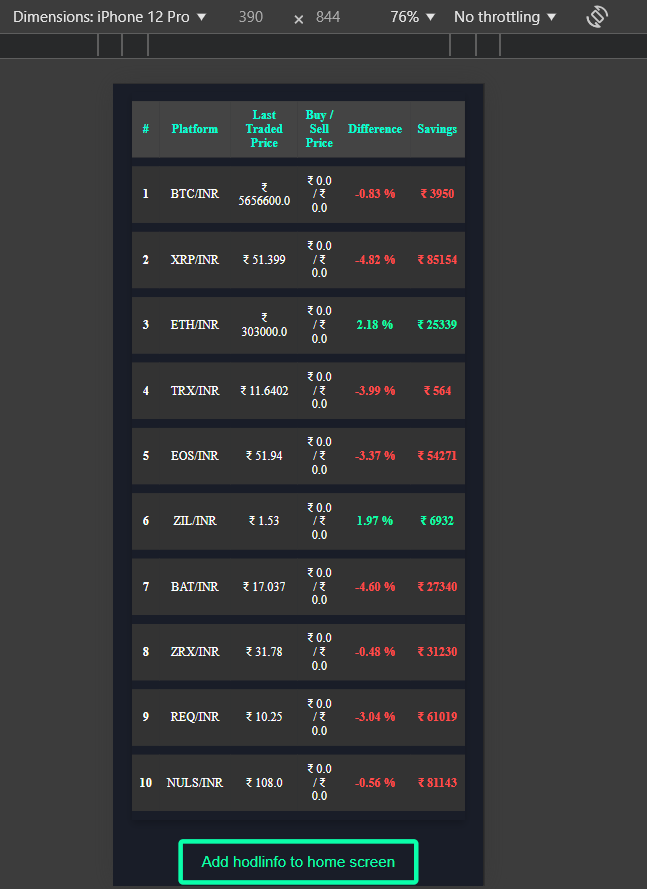 Dimensions: iPhone 12 Pro ▼ 390 × 844 76% ▼ No throttling ▼
# Platform Last Traded Price Buy / Sell Price Difference Savings
1 BTC/INR ₹ 5656600.0 ₹ 0.0 / ₹ 0.0 -0.83 % ₹ 3950
2 XRP/INR ₹ 51.399 ₹ 0.0 / ₹ 0.0 -4.82 % ₹ 85154
3 ETH/INR ₹ 303000.0 ₹ 0.0 / ₹ 0.0 2.18 % ₹ 25339
4 TRX/INR ₹ 11.6402 ₹ 0.0 / ₹ 0.0 -3.99 % ₹ 564
5 EOS/INR ₹ 51.94 ₹ 0.0 / ₹ 0.0 -3.37 % ₹ 54271
6 ZIL/INR ₹ 1.53 ₹ 0.0 / ₹ 0.0 1.97 % ₹ 6932
7 BAT/INR ₹ 17.037 ₹ 0.0 / ₹ 0.0 -4.60 % ₹ 27340
8 ZRX/INR ₹ 31.78 ₹ 0.0 / ₹ 0.0 -0.48 % ₹ 31230
9 REQ/INR ₹ 10.25 ₹ 0.0 / ₹ 0.0 -3.04 % ₹ 61019
10 NULS/INR ₹ 108.0 ₹ 0.0 / ₹ 0.0 -0.56 % ₹ 81143
Add hodlinfo to home screen